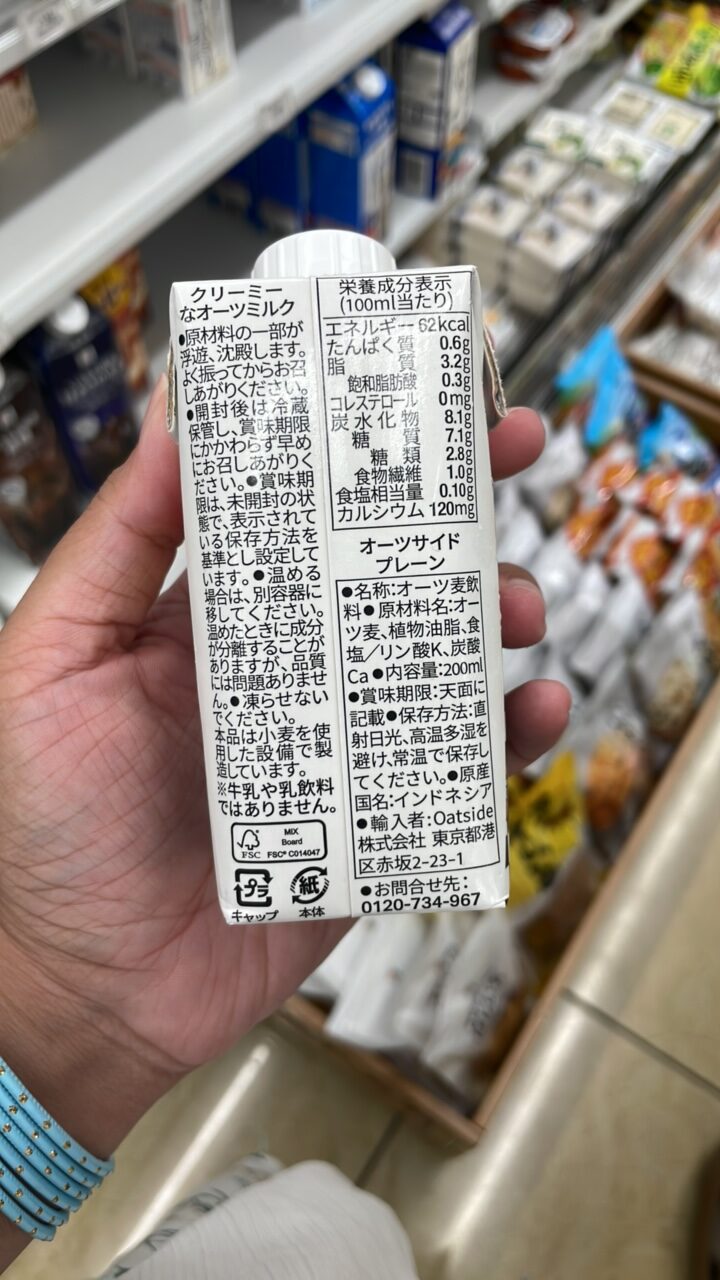 クリーミー
なオーツミルク
●原材料の一部が
浮遊、沈殿します。
よく振ってからお召
しあがりください。
●開封後は冷蔵
保管し、賞味期限
にかかわらず早め
にお召しあがりく
ださい。●賞味期
限は、未開封の状
態で、表示されて
いる保存方法を
基準とし設定して
います。●温める
場合は、別容器に
移してください。
温めたときに成分
が分離することが
ありますが、品質
には問題ありませ
ん。●凍らせない
でください。
本品は小麦を使
用した設備で製
造しています。
※牛乳や乳飲料
ではありません。
FSC
MIX
Board
FSC® C014047
プラ
キャップ
紙
本体
栄養成分表示
(100ml当たり)
エネルギー 62kcal
たんぱく質 0.6g
脂質 3.2g
飽和脂肪酸 0.3g
コレステロール 0mg
炭水化物 8.1g
糖質 7.1g
糖類 2.8g
食物繊維 1.0g
食塩相当量 0.10g
カルシウム 120mg
オーツサイド
プレーン
●名称:オーツ麦飲
料●原材料名:オー
ツ麦、植物油脂、食
塩／リン酸K、炭酸
Ca●内容量:200ml
●賞味期限:天面に
記載●保存方法:直
射日光、高温多湿を
避け、常温で保存し
てください。●原産
国名:インドネシア
●輸入者:Oatside
株式会社 東京都港
区赤坂2-23-1
●お問合せ先:
0120-734-967